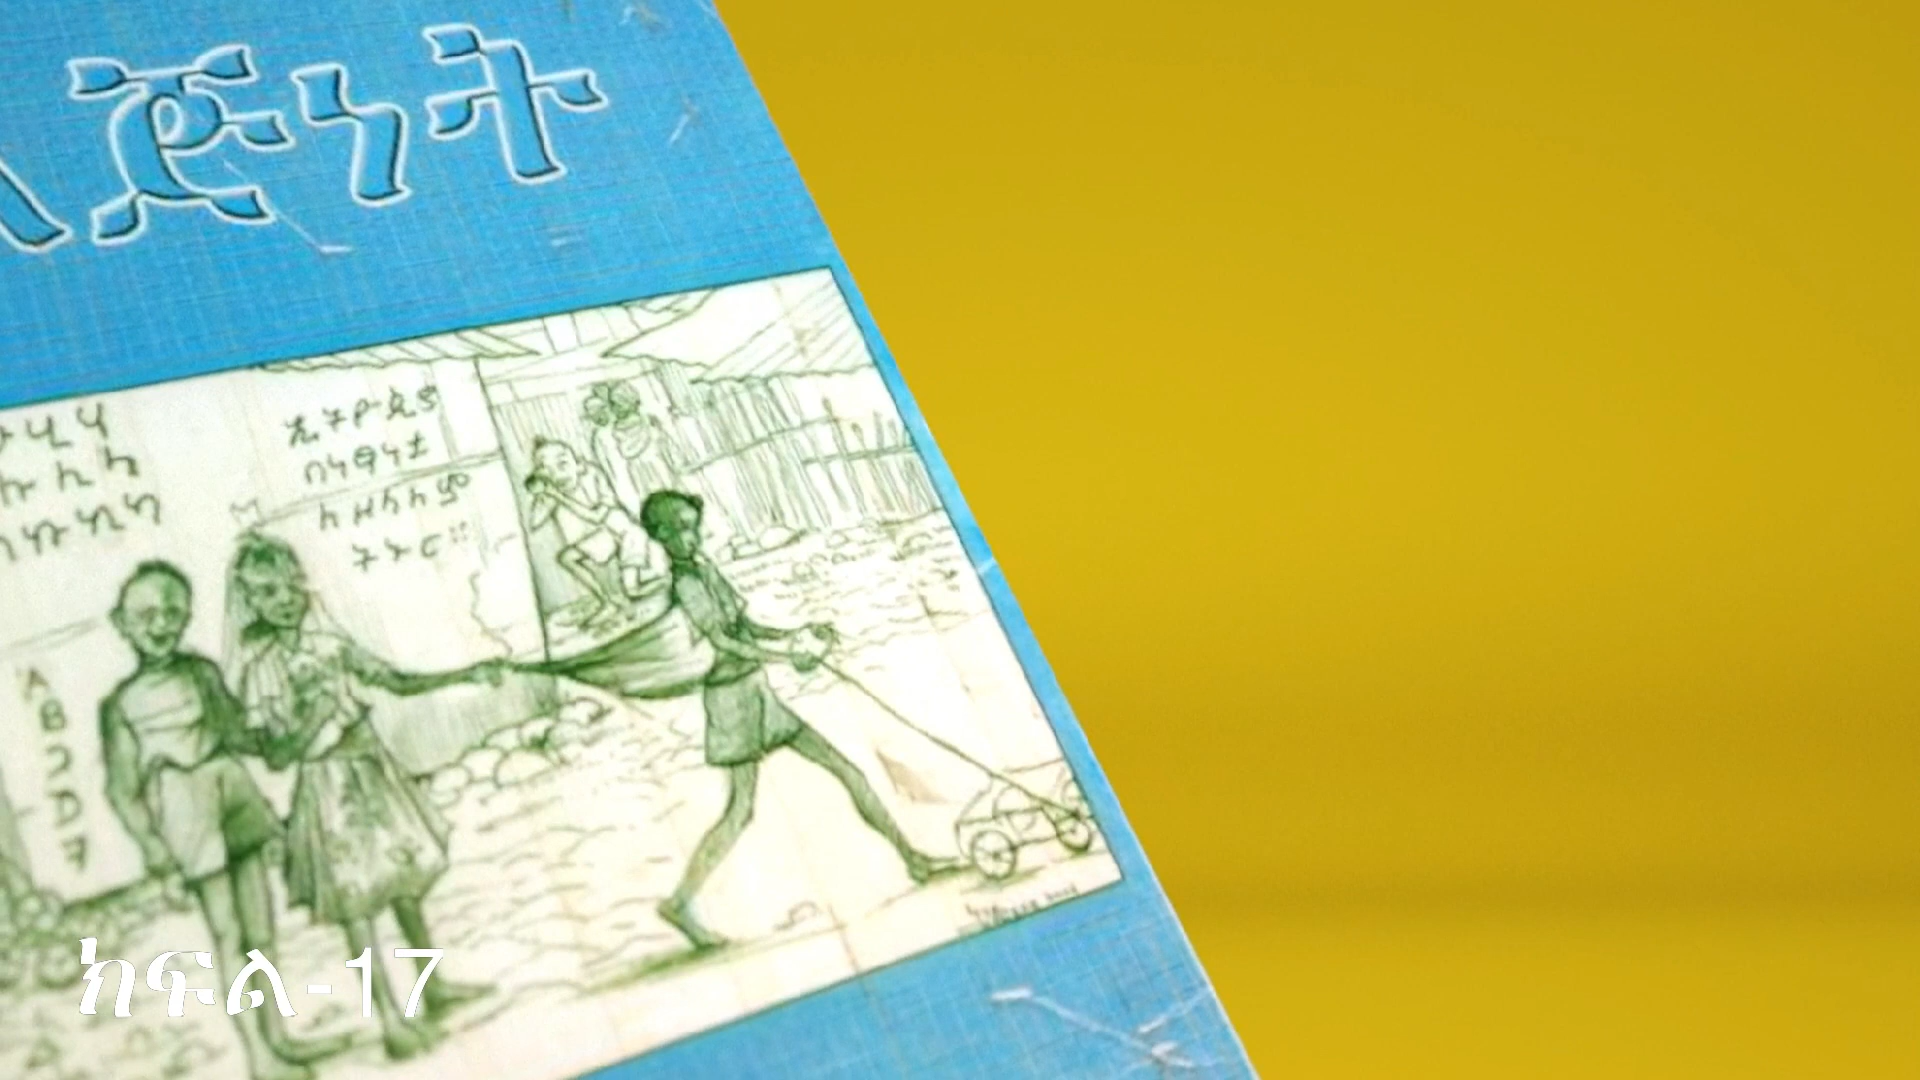 ልጅነት
ሁ ሂ ሃ
ሉ ሊ ላ
ኢትዮጵያ
በነፃነቷ
ለዘላለም
ትኑር።
A
B
ክፍል-17